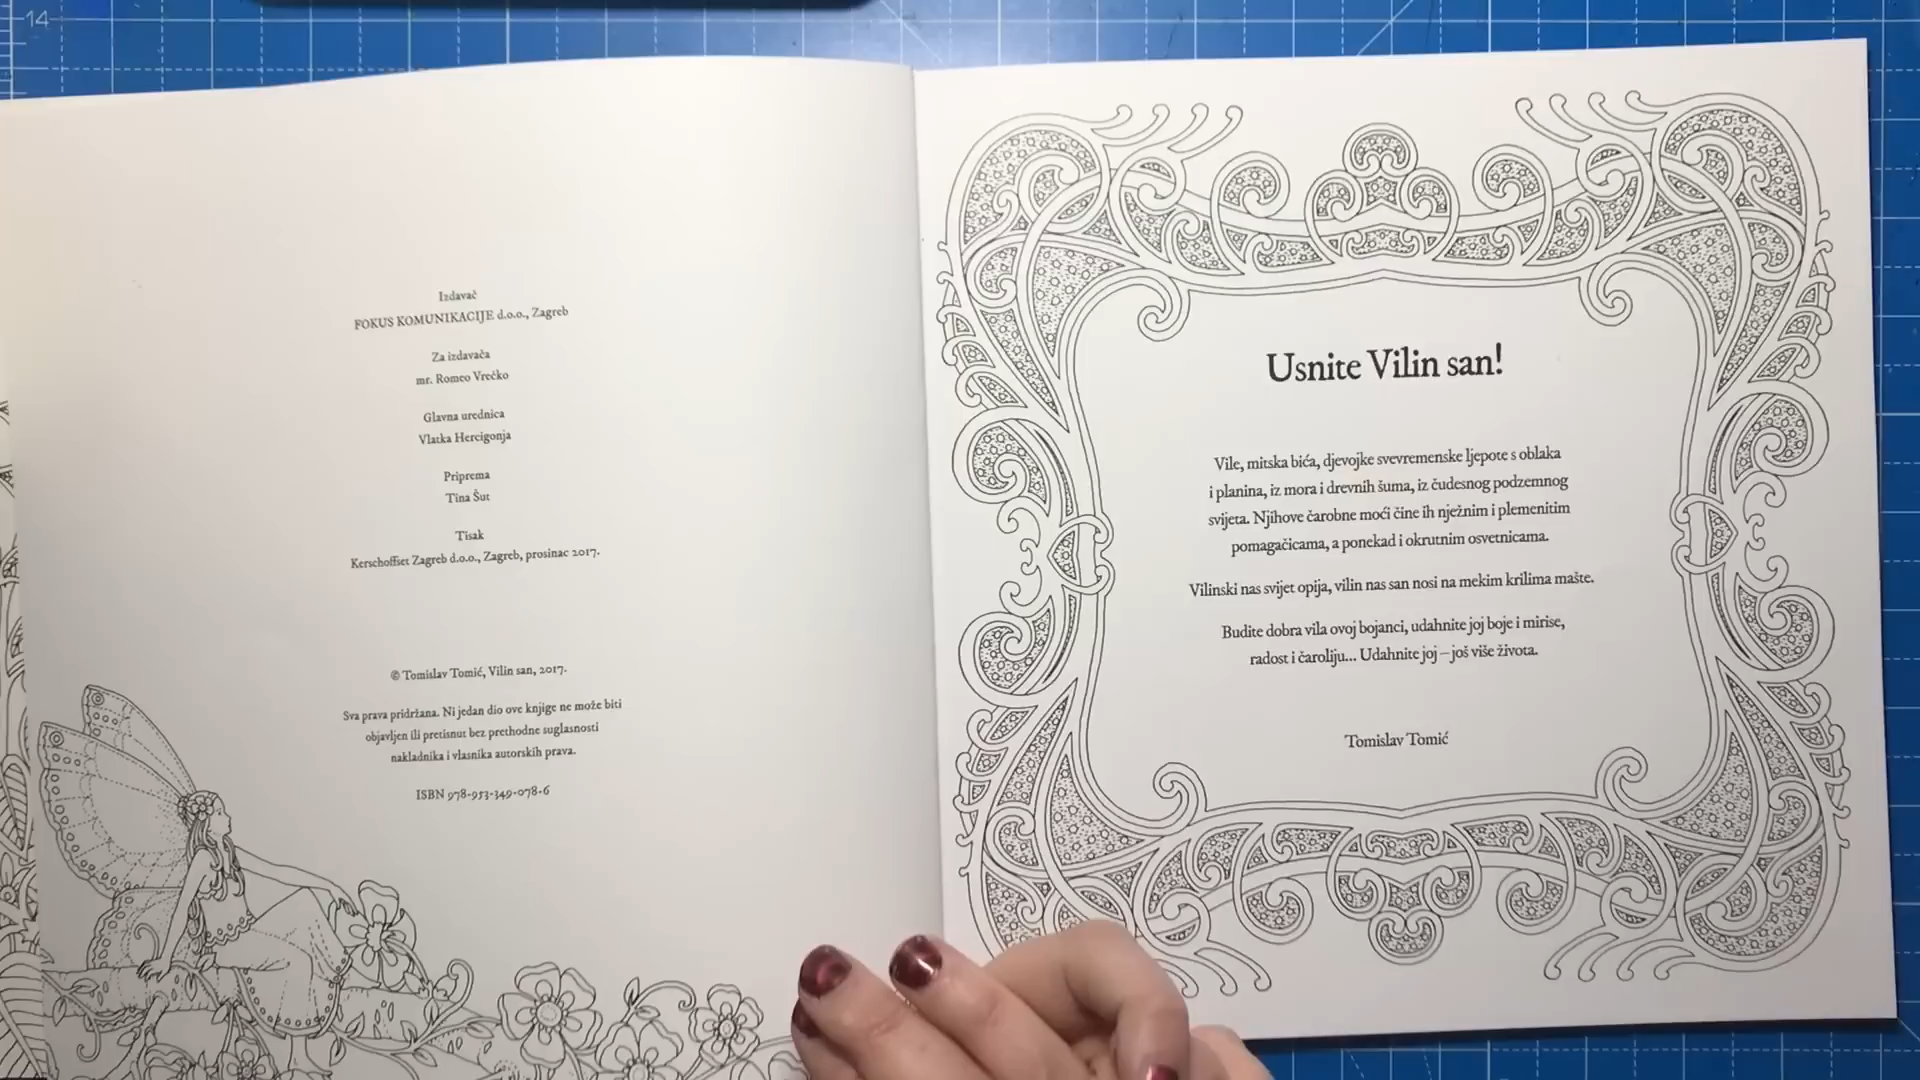 14
Izdavač
FOKUS KOMUNIKACIJE d.o.o., Zagreb
Za izdavača
mr. Romeo Vrečko
Glavna urednica
Vlatka Hercigonja
Priprema
Tina Šut
Tisak
Kerschoffset Zagreb d.o.o., Zagreb, prosinac 2017.
© Tomislav Tomić, Vilin san, 2017.
Sva prava pridržana. Ni jedan dio ove knjige ne može biti
objavljen ili pretisnut bez prethodne suglasnosti
nakladnika i vlasnika autorskih prava.
ISBN 978-953-349-078-6
Usnite Vilin san!
Vile, mitska bića, djevojke svevremenske ljepote s oblaka
i planina, iz mora i drevnih šuma, iz čudesnog podzemnog
svijeta. Njihove čarobne moći čine ih nježnim i plemenitim
pomagačicama, a ponekad i okrutnim osvetnicama.
Vilinski nas svijet opija, vilin nas san nosi na mekim krilima mašte.
Budite dobra vila ovoj bojanci, udahnite joj boje i mirise,
radost i čaroliju... Udahnite joj – još više života.
Tomislav Tomić